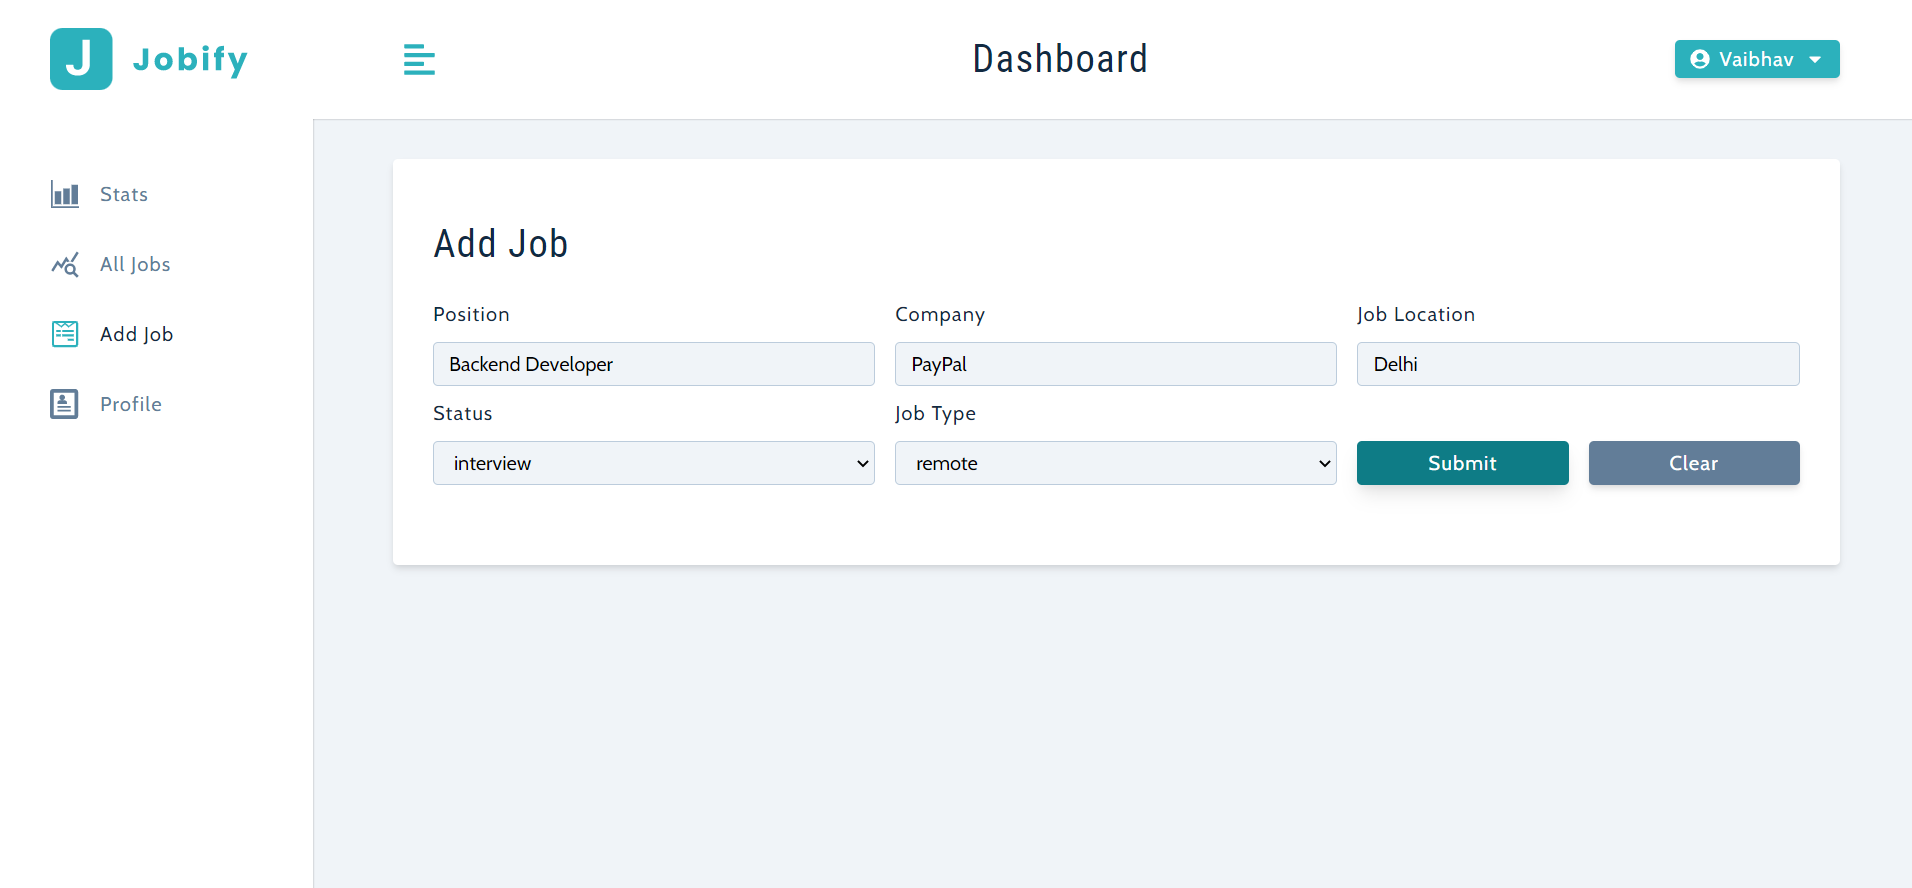 J Jobify
Dashboard
Vaibhav
Stats
All Jobs
Add Job
Profile
Add Job
Position Company Job Location
Backend Developer PayPal Delhi
Status Job Type
interview remote Submit Clear